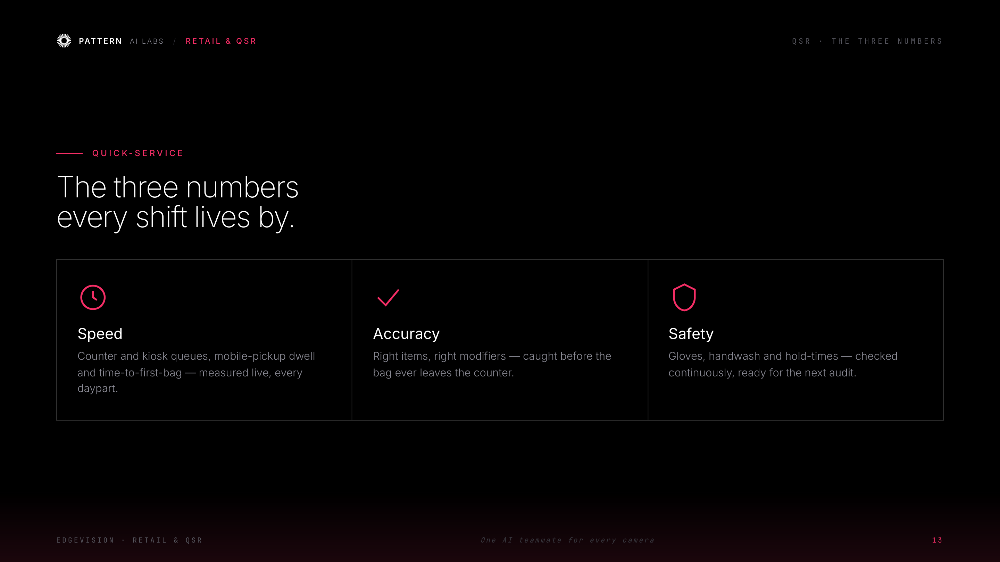 PATTERN AI LABS / RETAIL & QSR
QSR · THE THREE NUMBERS
QUICK-SERVICE
The three numbers
every shift lives by.
Speed
Counter and kiosk queues, mobile-pickup dwell
and time-to-first-bag — measured live, every
daypart.
Accuracy
Right items, right modifiers — caught before the
bag ever leaves the counter.
Safety
Gloves, handwash and hold-times — checked
continuously, ready for the next audit.
EDGEVISION · RETAIL & QSR
One AI teammate for every camera
13